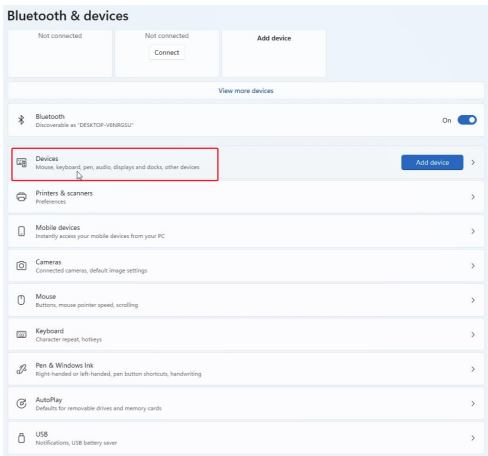 Bluetooth & devices
Not connected
Not connected
Add device
Connect
View more devices
Bluetooth
Discoverable as "DESKTOP-V6NRGSU"
On
Devices
Mouse, keyboard, pen, audio, displays and docks, other devices
Add device
Printers & scanners
Preferences
Mobile devices
Instantly access your mobile devices from your PC
Cameras
Connected cameras, default image settings
Mouse
Buttons, mouse pointer speed, scrolling
Keyboard
Character repeat, hotkeys
Pen & Windows Ink
Right-handed or left-handed, pen button shortcuts, handwriting
AutoPlay
Defaults for removable drives and memory cards
USB
Notifications, USB battery saver